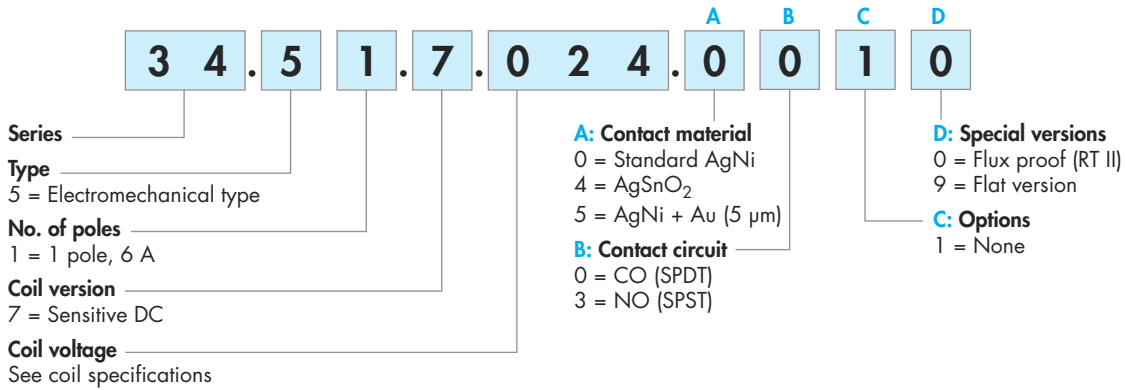 A B C D
3 4 . 5 1 . 7 . 0 2 4 . 0 0 1 0
Series
Type
5 = Electromechanical type
No. of poles
1 = 1 pole, 6 A
Coil version
7 = Sensitive DC
Coil voltage
See coil specifications
A: Contact material
0 = Standard AgNi
4 = AgSnO₂
5 = AgNi + Au (5 µm)
B: Contact circuit
0 = CO (SPDT)
3 = NO (SPST)
D: Special versions
0 = Flux proof (RT II)
9 = Flat version
C: Options
1 = None